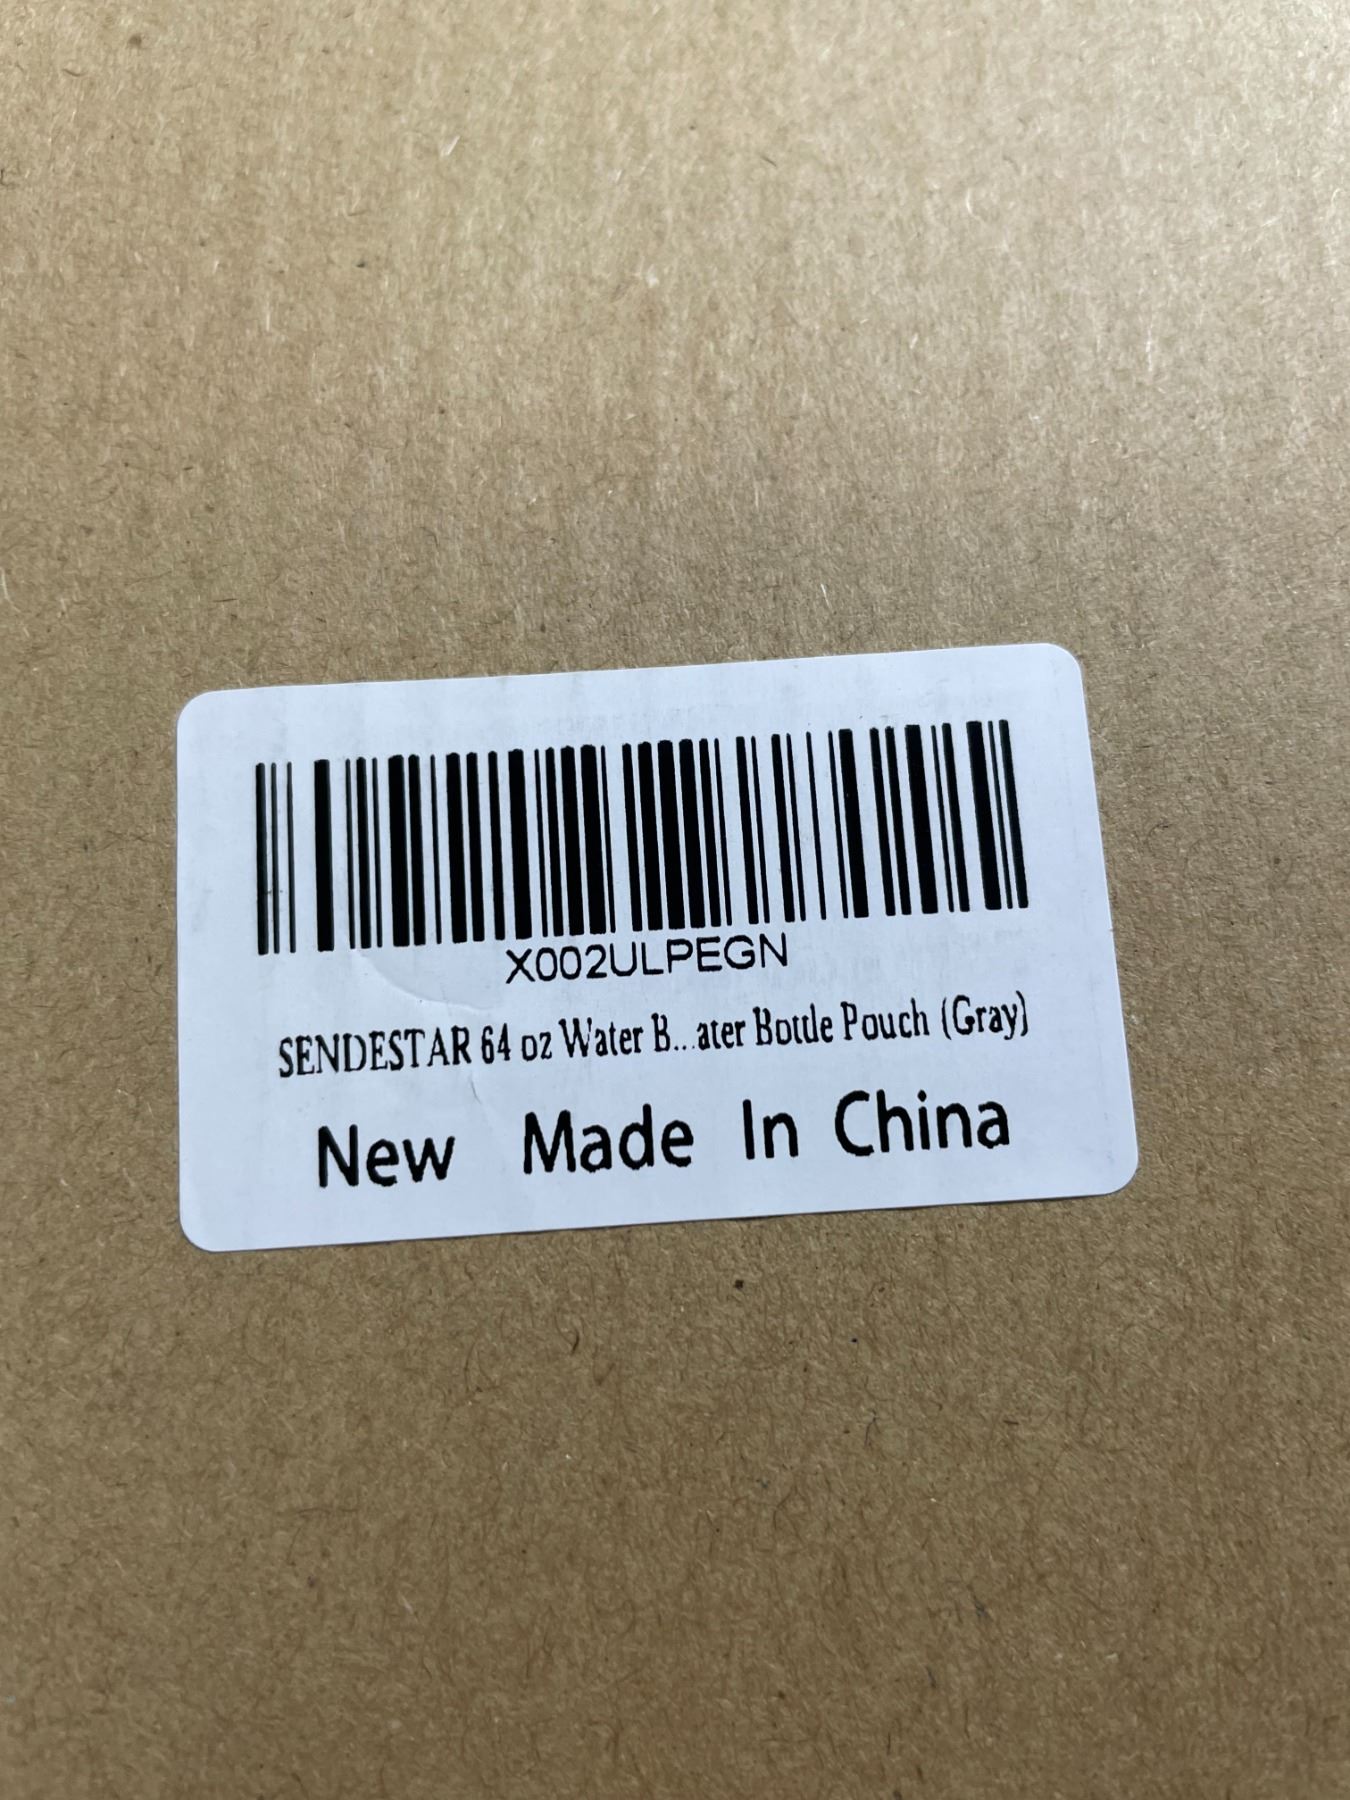 X002ULPEGN
SENDESTAR 64 oz Water B...ater Bottle Pouch (Gray)
New Made In China